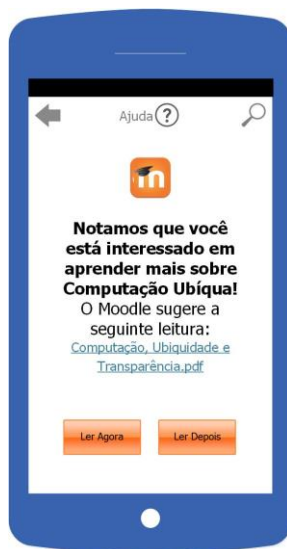 Ajuda ?
m
Notamos que você
está interessado em
aprender mais sobre
Computação Ubíqua!
O Moodle sugere a
seguinte leitura:
Computação, Ubiquidade e
Transparência.pdf
Ler Agora
Ler Depois